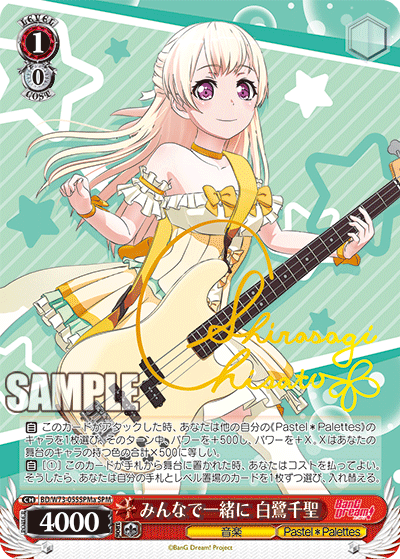 LEVEL
1
0
COST
Shirosagi
Chisato
SAMPLE
自 このカードがアタックした時、あなたは他の自分の《Pastel*Palettes》の
キャラを1枚選び、そのターン中、パワーを+500し、パワーを+X。Xはあなたの
舞台のキャラの持つ色の合計×500に等しい。
自 [(0)] このカードが手札から舞台に置かれた時、あなたはコストを払ってよい。
そうしたら、あなたは自分の手札とレベル置場のカードを1枚ずつ選び、入れ替える。
CH BD/W73-055SPMa SPM
4000
みんなで一緒に 白鷺千聖
BanG Dream!
音楽
Pastel*Palettes
©BanG Dream! Project